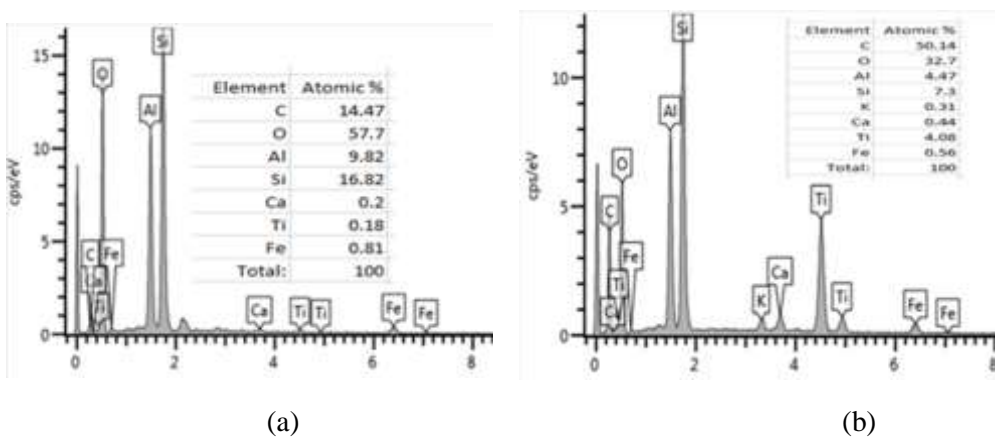 cps/eV
15
10
5
0
Si
O
Al
C
Fe
Ca
Ti
Ca
Ti
Ti
Fe
Fe
0 2 4 6 8
Element Atomic %
C 14.47
O 57.7
Al 9.82
Si 16.82
Ca 0.2
Ti 0.18
Fe 0.81
Total: 100
(a)
cps/eV
10
5
0
Si
Al
O
C
Fe
Ti
K
Ca
Ti
Ti
Fe
Fe
0 2 4 6 8
Element Atomic %
C 50.14
O 32.7
Al 4.47
Si 7.3
K 0.31
Ca 0.44
Ti 4.08
Fe 0.56
Total: 100
(b)